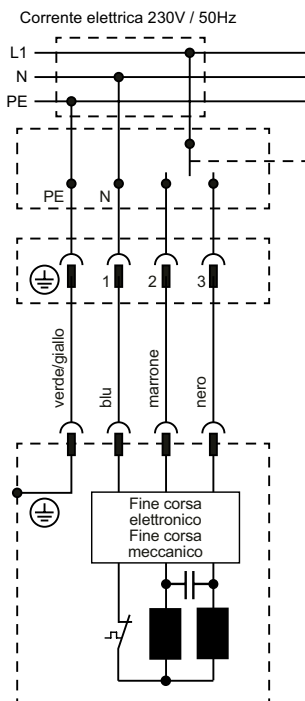 Corrente elettrica 230V / 50Hz
L1
N
PE
PE
N
1
2
3
verde/giallo
blu
marrone
nero
Fine corsa
elettronico
Fine corsa
meccanico